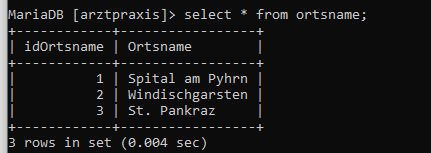 MariaDB [arztpraxis]> select * from ortsname;
+------------+------------------+
| idOrtsname | Ortsname         |
+------------+------------------+
|          1 | Spital am Pyhrn  |
|          2 | Windischgarsten  |
|          3 | St. Pankraz      |
+------------+------------------+
3 rows in set (0.004 sec)